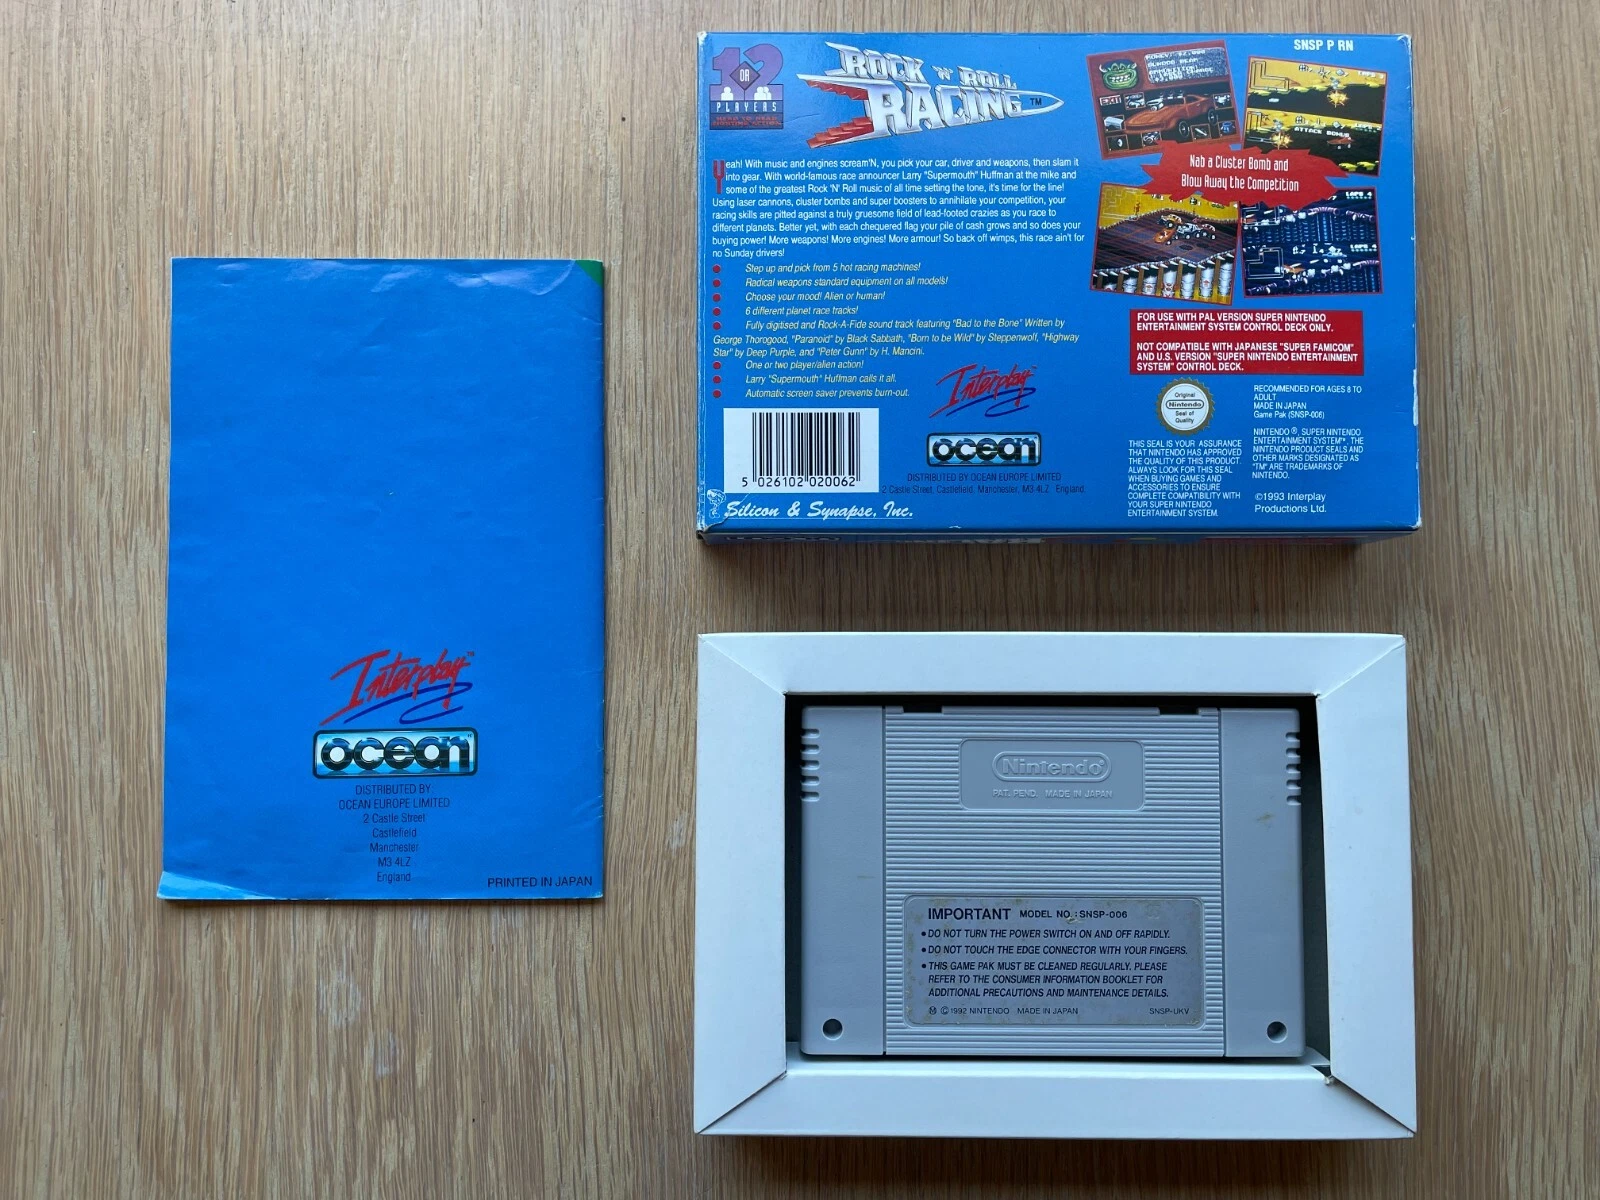 1 OR 2
PLAYERS
ROCK 'N' ROLL
RACING™
SNSP P RN
Yeah! With music and engines scream'N, you pick your car, driver and weapons, then slam it
into gear. With world-famous race announcer Larry "Supermouth" Huffman at the mike and
some of the greatest Rock 'N' Roll music of all time setting the tone, it's time for the line!
Using laser cannons, cluster bombs and super boosters to annihilate your competition, your
racing skills are pitted against a truly gruesome field of lead-footed crazies as you race to
different planets. Better yet, with each chequered flag your pile of cash grows and so does your
buying power! More weapons! More engines! More armour! So back off wimps, this race ain't for
no Sunday drivers!
Step up and pick from 5 hot racing machines!
Radical weapons standard equipment on all models!
Choose your mood! Alien or human!
6 different planet race tracks!
Fully digitised and Rock-A-Fide sound track featuring "Bad to the Bone" Written by
George Thorogood, "Paranoid" by Black Sabbath, "Born to be Wild" by Steppenwolf, "Highway
Star" by Deep Purple, and "Peter Gunn" by H. Mancini.
One or two player/alien action!
Larry "Supermouth" Huffman calls it all.
Automatic screen saver prevents burn-out.
EXIT
ATTACK BONUS
Nab a Cluster Bomb and
Blow Away the Competition
LAPS 4
LAPS 4
FOR USE WITH PAL VERSION SUPER NINTENDO
ENTERTAINMENT SYSTEM CONTROL DECK ONLY.
NOT COMPATIBLE WITH JAPANESE "SUPER FAMICOM"
AND U.S. VERSION "SUPER NINTENDO ENTERTAINMENT
SYSTEM" CONTROL DECK.
Interplay™
ocean
DISTRIBUTED BY OCEAN EUROPE LIMITED
2 Castle Street, Castlefield, Manchester, M3 4LZ. England.
5 026102 020062
Silicon & Synapse, Inc.
Original
Nintendo
Seal of
Quality
THIS SEAL IS YOUR ASSURANCE
THAT NINTENDO HAS APPROVED
THE QUALITY OF THIS PRODUCT.
ALWAYS LOOK FOR THIS SEAL
WHEN BUYING GAMES AND
ACCESSORIES TO ENSURE
COMPLETE COMPATIBILITY WITH
YOUR SUPER NINTENDO
ENTERTAINMENT SYSTEM.
RECOMMENDED FOR AGES 8 TO
ADULT
MADE IN JAPAN
Game Pak (SNSP-006)
NINTENDO ®, SUPER NINTENDO
ENTERTAINMENT SYSTEM™, THE
NINTENDO PRODUCT SEALS AND
OTHER MARKS DESIGNATED AS
"TM" ARE TRADEMARKS OF
NINTENDO.
©1993 Interplay
Productions Ltd.
Interplay™
ocean
DISTRIBUTED BY:
OCEAN EUROPE LIMITED
2 Castle Street
Castlefield
Manchester
M3 4LZ
England
PRINTED IN JAPAN
Nintendo®
PAT. PEND. MADE IN JAPAN
IMPORTANT MODEL NO.: SNSP-006
•DO NOT TURN THE POWER SWITCH ON AND OFF RAPIDLY.
•DO NOT TOUCH THE EDGE CONNECTOR WITH YOUR FINGERS.
•THIS GAME PAK MUST BE CLEANED REGULARLY. PLEASE
REFER TO THE CONSUMER INFORMATION BOOKLET FOR
ADDITIONAL PRECAUTIONS AND MAINTENANCE DETAILS.
Ⓜ ©1992 NINTENDO MADE IN JAPAN SNSP-UKV